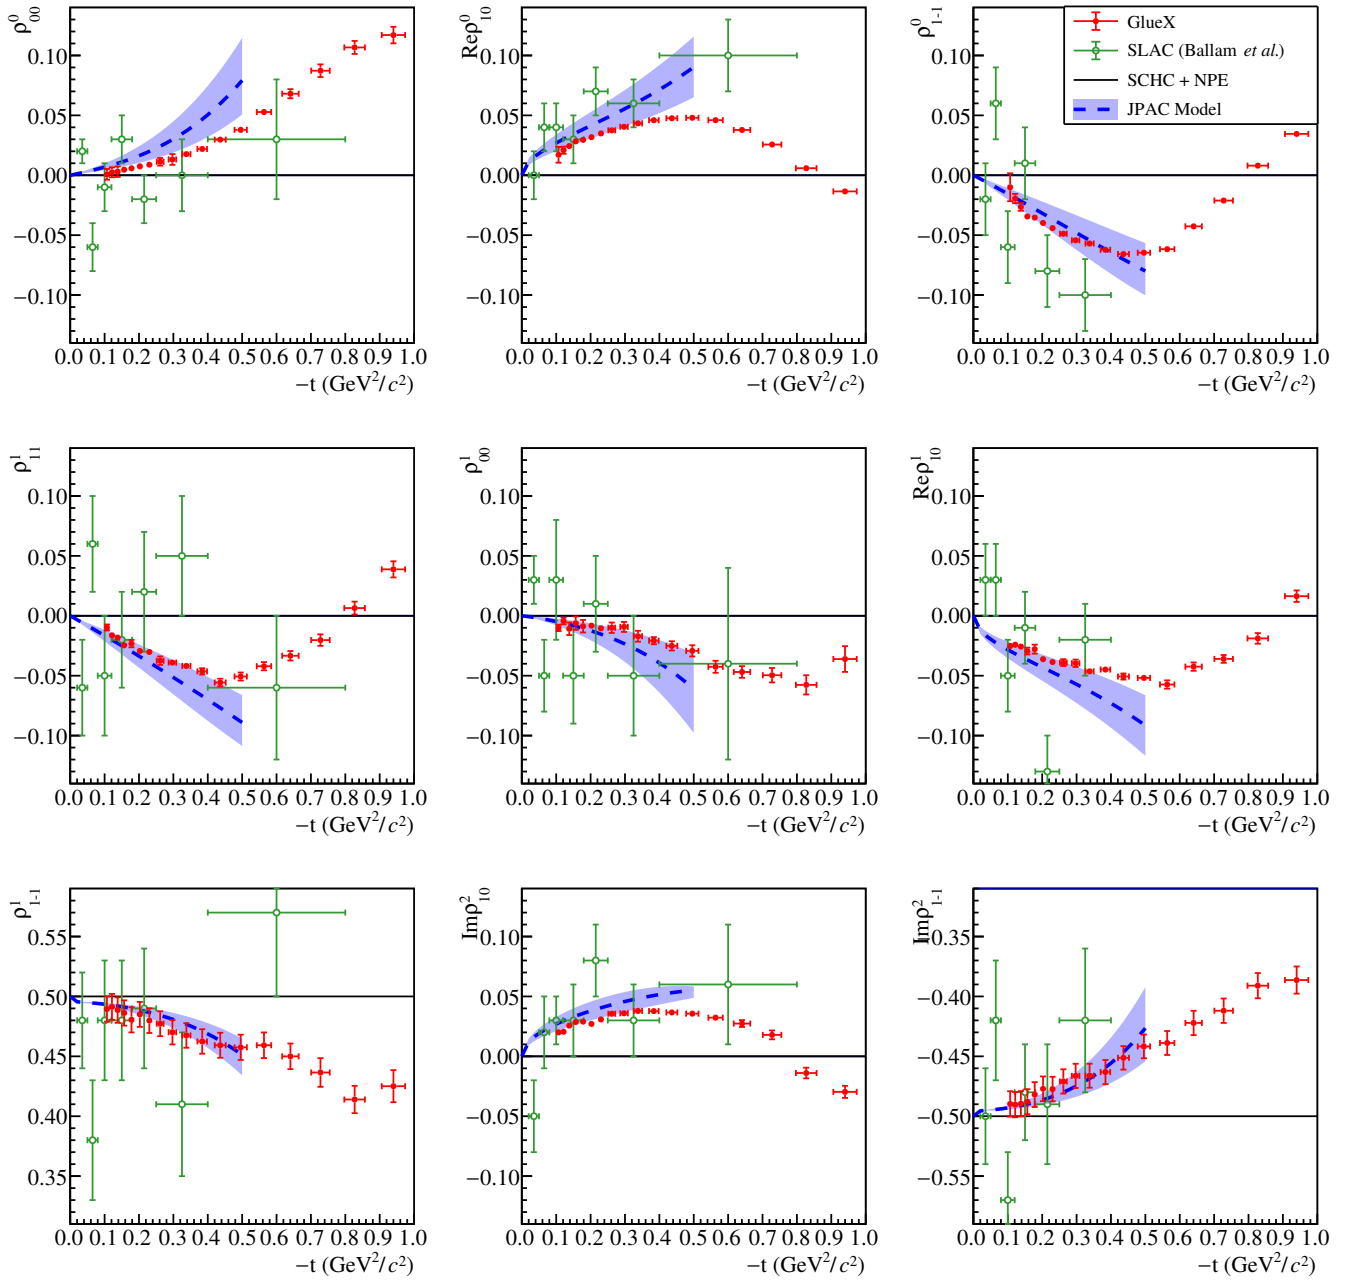 ρ⁰₀₀
0.10
0.05
0.00
−0.05
−0.10
0.0 0.1 0.2 0.3 0.4 0.5 0.6 0.7 0.8 0.9 1.0
−t (GeV²/c²)
Reρ⁰₁₀
0.10
0.05
0.00
−0.05
−0.10
0.0 0.1 0.2 0.3 0.4 0.5 0.6 0.7 0.8 0.9 1.0
−t (GeV²/c²)
ρ⁰₁₋₁
0.10
0.05
0.00
−0.05
−0.10
0.0 0.1 0.2 0.3 0.4 0.5 0.6 0.7 0.8 0.9 1.0
−t (GeV²/c²)
GlueX
SLAC (Ballam et al.)
SCHC + NPE
JPAC Model
ρ¹₁₁
0.10
0.05
0.00
−0.05
−0.10
0.0 0.1 0.2 0.3 0.4 0.5 0.6 0.7 0.8 0.9 1.0
−t (GeV²/c²)
ρ¹₀₀
0.10
0.05
0.00
−0.05
−0.10
0.0 0.1 0.2 0.3 0.4 0.5 0.6 0.7 0.8 0.9 1.0
−t (GeV²/c²)
Reρ¹₁₀
0.10
0.05
0.00
−0.05
−0.10
0.0 0.1 0.2 0.3 0.4 0.5 0.6 0.7 0.8 0.9 1.0
−t (GeV²/c²)
ρ¹₁₋₁
0.55
0.50
0.45
0.40
0.35
0.0 0.1 0.2 0.3 0.4 0.5 0.6 0.7 0.8 0.9 1.0
−t (GeV²/c²)
Imρ²₁₀
0.10
0.05
0.00
−0.05
−0.10
0.0 0.1 0.2 0.3 0.4 0.5 0.6 0.7 0.8 0.9 1.0
−t (GeV²/c²)
Imρ²₁₋₁
−0.35
−0.40
−0.45
−0.50
−0.55
0.0 0.1 0.2 0.3 0.4 0.5 0.6 0.7 0.8 0.9 1.0
−t (GeV²/c²)